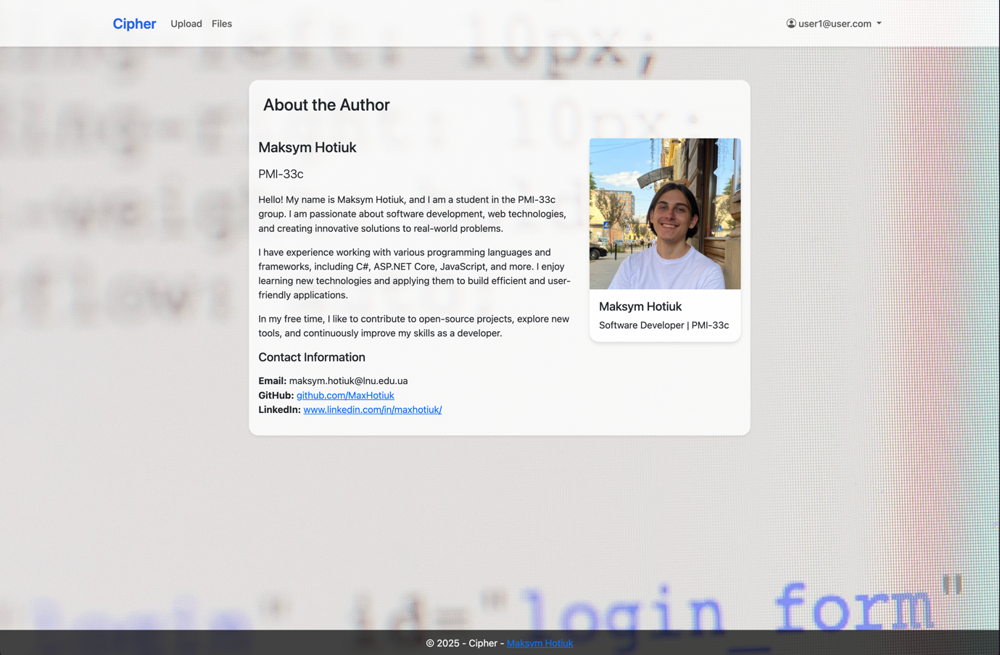 Cipher Upload Files user1@user.com
About the Author
Maksym Hotiuk
PMI-33c
Hello! My name is Maksym Hotiuk, and I am a student in the PMI-33c
group. I am passionate about software development, web technologies,
and creating innovative solutions to real-world problems.
I have experience working with various programming languages and
frameworks, including C#, ASP.NET Core, JavaScript, and more. I enjoy
learning new technologies and applying them to build efficient and user-
friendly applications.
In my free time, I like to contribute to open-source projects, explore new
tools, and continuously improve my skills as a developer.
Contact Information
Email: maksym.hotiuk@lnu.edu.ua
GitHub: github.com/MaxHotiuk
LinkedIn: www.linkedin.com/in/maxhotiuk/
Maksym Hotiuk
Software Developer | PMI-33c
10px;
10px;
"login" id="login_form"
© 2025 - Cipher - Maksym Hotiuk